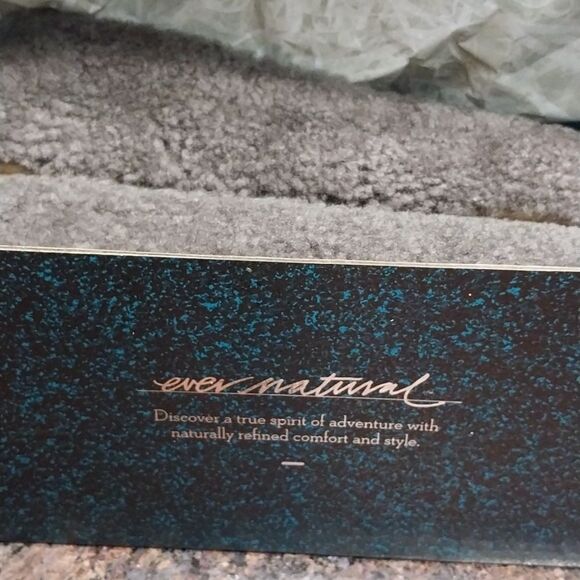 ever natural
Discover a true spirit of adventure with
naturally refined comfort and style.